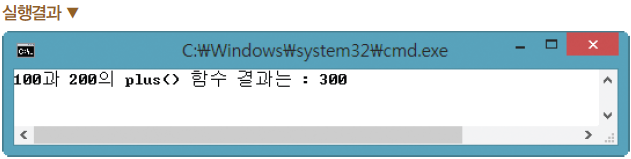 실행결과 ▼
C:\. C:₩Windows₩system32₩cmd.exe
100과 200의 plus() 함수 결과는 : 300